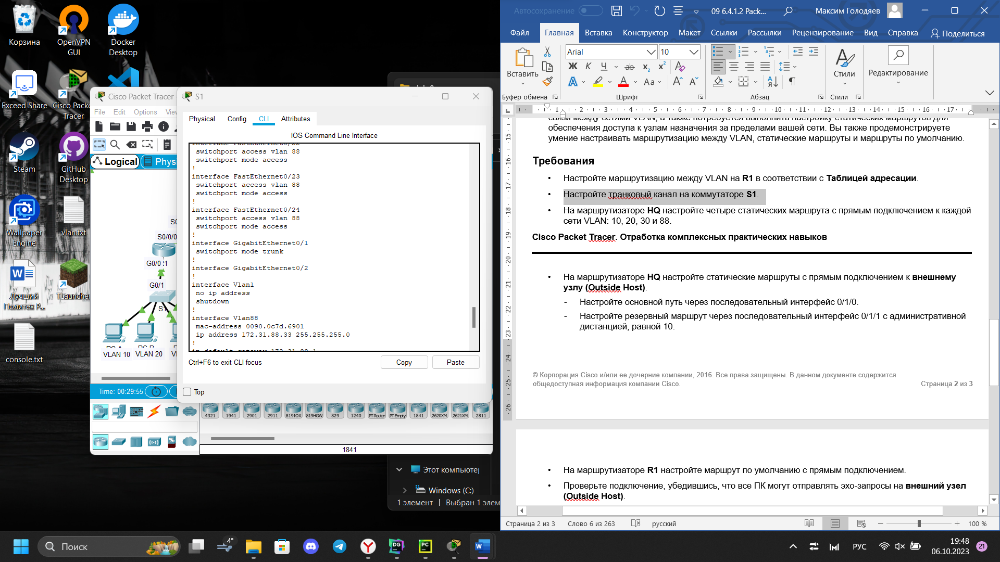 Корзина
OpenVPN
GUI
Docker
Desktop
Exceed Share
Cisco Packe
Tracer
Steam
GitHub
Desktop
Wallpaper
Engine
vlan.txt
Лучший
Политех Р...
TLauncher
console.txt
Cisco Packet Tracer
File Edit Options
Logical
Time: 00:29:55
S0/0/0
G0/0
G0/1
VLAN 10
VLAN 20
S1
Physical
Config
CLI
Attributes
IOS Command Line Interface
interface FastEthernet0/22
switchport access vlan 88
switchport mode access
!
interface FastEthernet0/23
switchport access vlan 88
switchport mode access
!
interface FastEthernet0/24
switchport access vlan 88
switchport mode access
!
interface GigabitEthernet0/1
switchport mode trunk
!
interface GigabitEthernet0/2
!
interface Vlan1
no ip address
shutdown
!
interface Vlan88
mac-address 0090.0c7d.6901
ip address 172.31.88.33 255.255.255.0
!
Ctrl+F6 to exit CLI focus
Copy
Paste
Top
4321 1941 2901 2911 819IOX 819HGW 829 1240 PT-Router PT-Empty 1841 2620XM 2621XM 2811
1841
Этот компьютер
Windows (C:)
1 элемент
Выбран 1 элем
Автосохранение
09 6.4.1.2 Pack...
Максим Голодяев
Файл Главная Вставка Конструктор Макет Ссылки Рассылки Рецензирование Вид Справка Поделиться
Вставить
Arial
10
Ж К Ч
Стили
Редактирование
Буфер обмена
Шрифт
Абзац
Стили
связи между сетями VLAN, а также потребуется выполнить настройку статических маршрутов для
обеспечения доступа к узлам назначения за пределами вашей сети. Вы также продемонстрируете
умение настраивать маршрутизацию между VLAN, статические маршруты и маршруты по умолчанию.
Требования
• Настройте маршрутизацию между VLAN на R1 в соответствии с Таблицей адресации.
• Настройте транковый канал на коммутаторе S1.
• На маршрутизаторе HQ настройте четыре статических маршрута с прямым подключением к каждой
сети VLAN: 10, 20, 30 и 88.
Cisco Packet Tracer. Отработка комплексных практических навыков
• На маршрутизаторе HQ настройте статические маршруты с прямым подключением к внешнему
узлу (Outside Host).
- Настройте основной путь через последовательный интерфейс 0/1/0.
- Настройте резервный маршрут через последовательный интерфейс 0/1/1 с административной
дистанцией, равной 10.
© Корпорация Cisco и/или ее дочерние компании, 2016. Все права защищены. В данном документе содержится
общедоступная информация компании Cisco.
Страница 2 из 3
• На маршрутизаторе R1 настройте маршрут по умолчанию с прямым подключением.
• Проверьте подключение, убедившись, что все ПК могут отправлять эхо-запросы на внешний узел
(Outside Host).
Страница 2 из 3
Слово 6 из 263
русский
100 %
Поиск
4°
РУС
19:48
06.10.2023
21